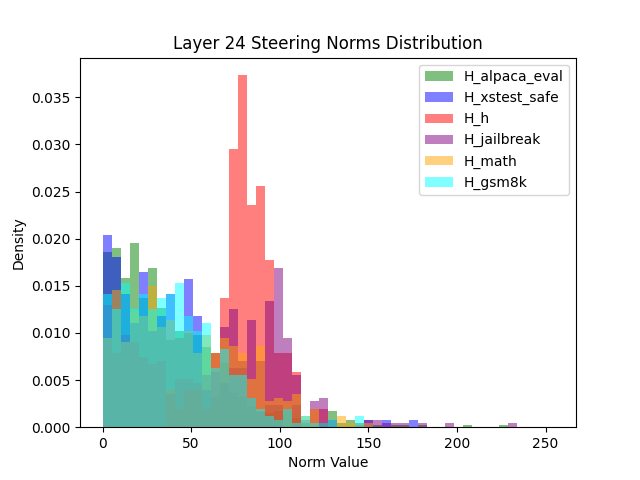 Layer 24 Steering Norms Distribution
H_alpaca_eval
H_xstest_safe
H_h
H_jailbreak
H_math
H_gsm8k
Density
0.035
0.030
0.025
0.020
0.015
0.010
0.005
0.000
0
50
100
150
200
250
Norm Value